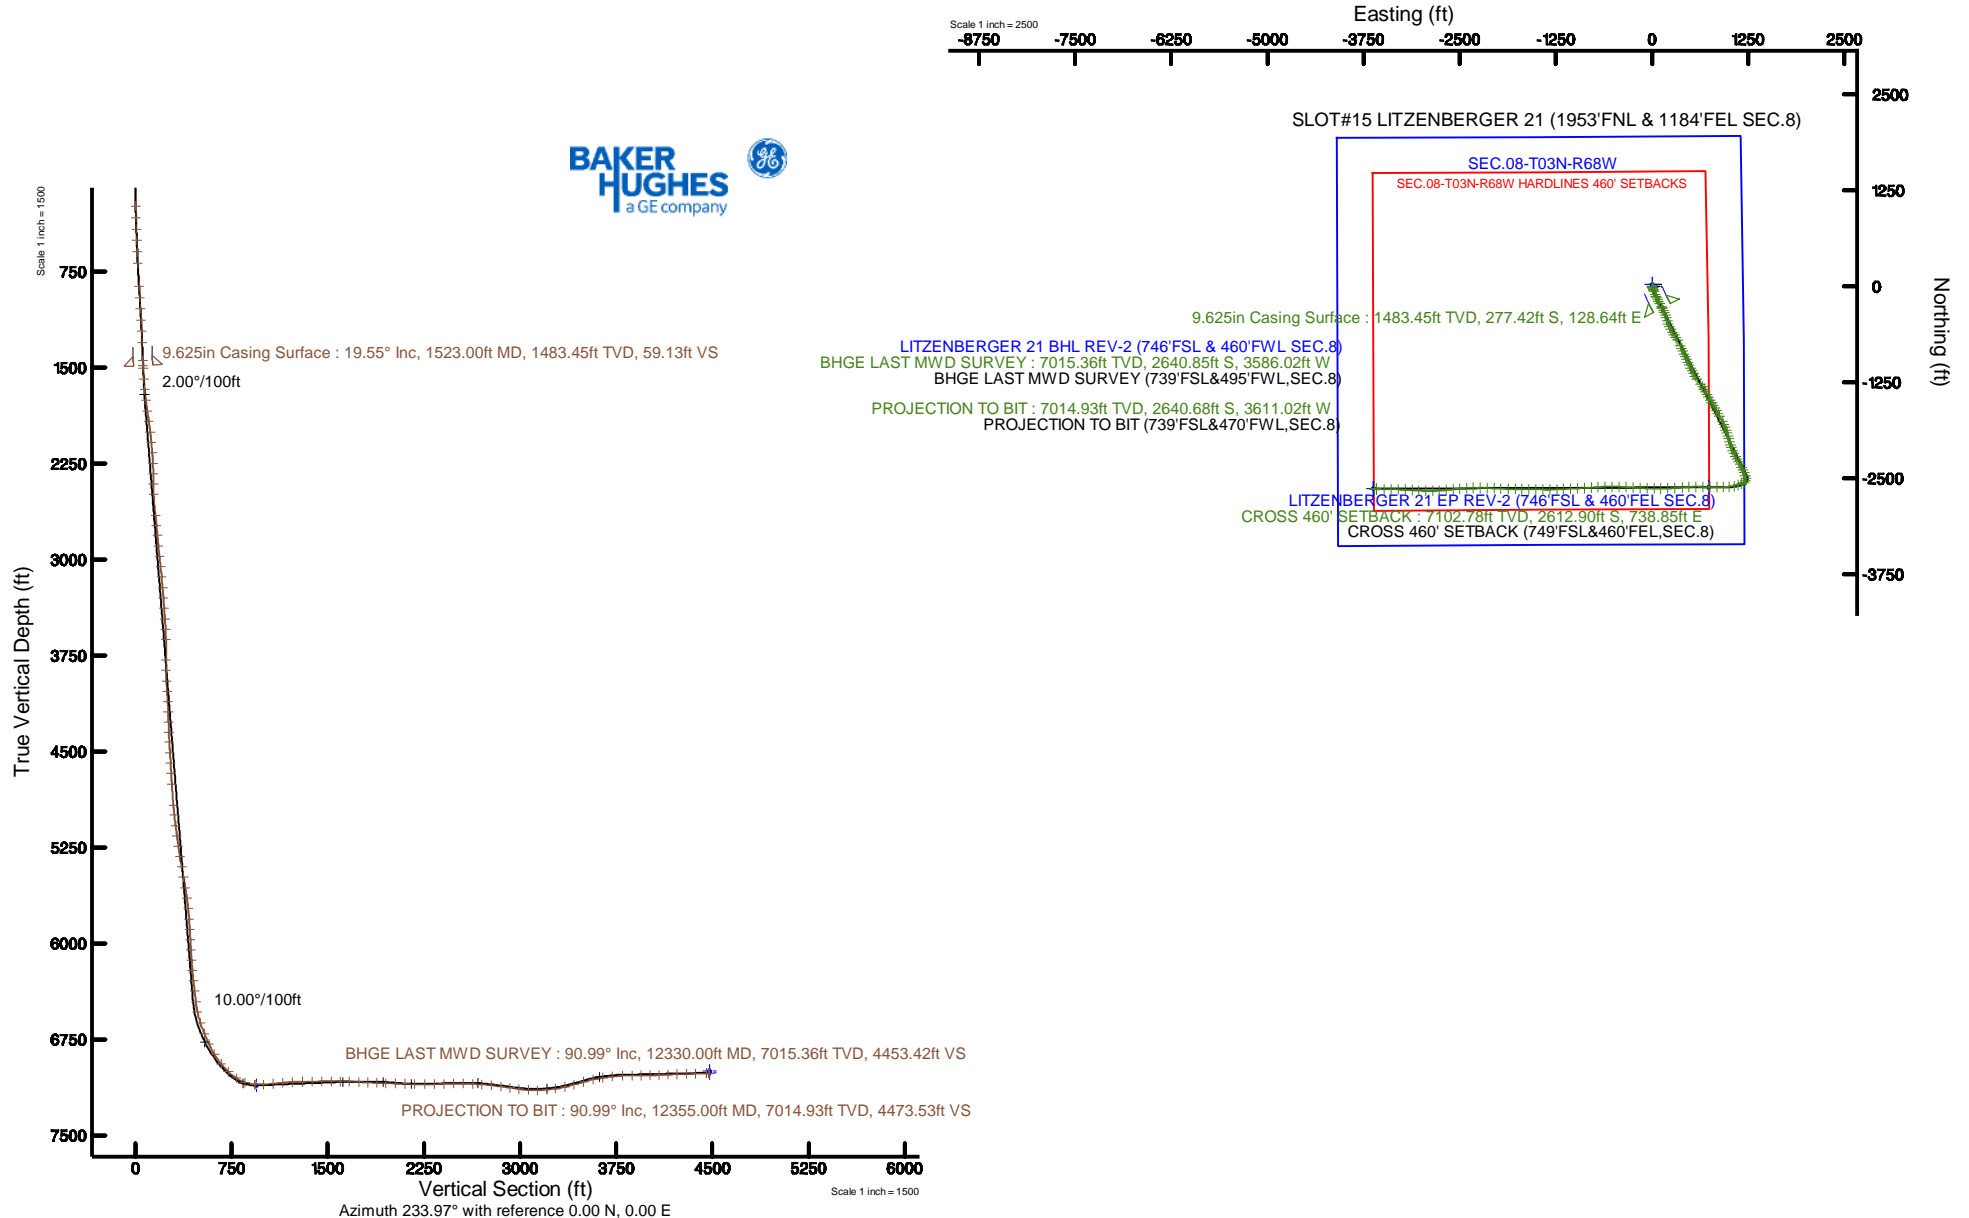 Easting (ft)
Scale 1 inch = 2500
-8750 -7500 -6250 -5000 -3750 -2500 -1250 0 1250 2500
2500
1250
0
-1250
-2500
-3750
Northing (ft)
SLOT#15 LITZENBERGER 21 (1953'FNL & 1184'FEL SEC.8)
SEC.08-T03N-R68W
SEC.08-T03N-R68W HARDLINES 460' SETBACKS
9.625in Casing Surface : 1483.45ft TVD, 277.42ft S, 128.64ft E
LITZENBERGER 21 BHL REV-2 (746'FSL & 460'FWL SEC.8)
BHGE LAST MWD SURVEY : 7015.36ft TVD, 2640.85ft S, 3586.02ft W
BHGE LAST MWD SURVEY (739'FSL&495'FWL,SEC.8)
PROJECTION TO BIT : 7014.93ft TVD, 2640.68ft S, 3611.02ft W
PROJECTION TO BIT (739'FSL&470'FWL,SEC.8)
LITZENBERGER 21 EP REV-2 (746'FSL & 460'FEL SEC.8)
CROSS 460' SETBACK : 7102.78ft TVD, 2612.90ft S, 738.85ft E
CROSS 460' SETBACK (749'FSL&460'FEL,SEC.8)
BAKER
HUGHES
a GE company
GE
Scale 1 inch = 1500
750
1500
2250
3000
3750
4500
5250
6000
6750
7500
True Vertical Depth (ft)
9.625in Casing Surface : 19.55° Inc, 1523.00ft MD, 1483.45ft TVD, 59.13ft VS
2.00°/100ft
10.00°/100ft
BHGE LAST MWD SURVEY : 90.99° Inc, 12330.00ft MD, 7015.36ft TVD, 4453.42ft VS
PROJECTION TO BIT : 90.99° Inc, 12355.00ft MD, 7014.93ft TVD, 4473.53ft VS
0 750 1500 2250 3000 3750 4500 5250 6000
Vertical Section (ft)
Scale 1 inch = 1500
Azimuth 233.97° with reference 0.00 N, 0.00 E